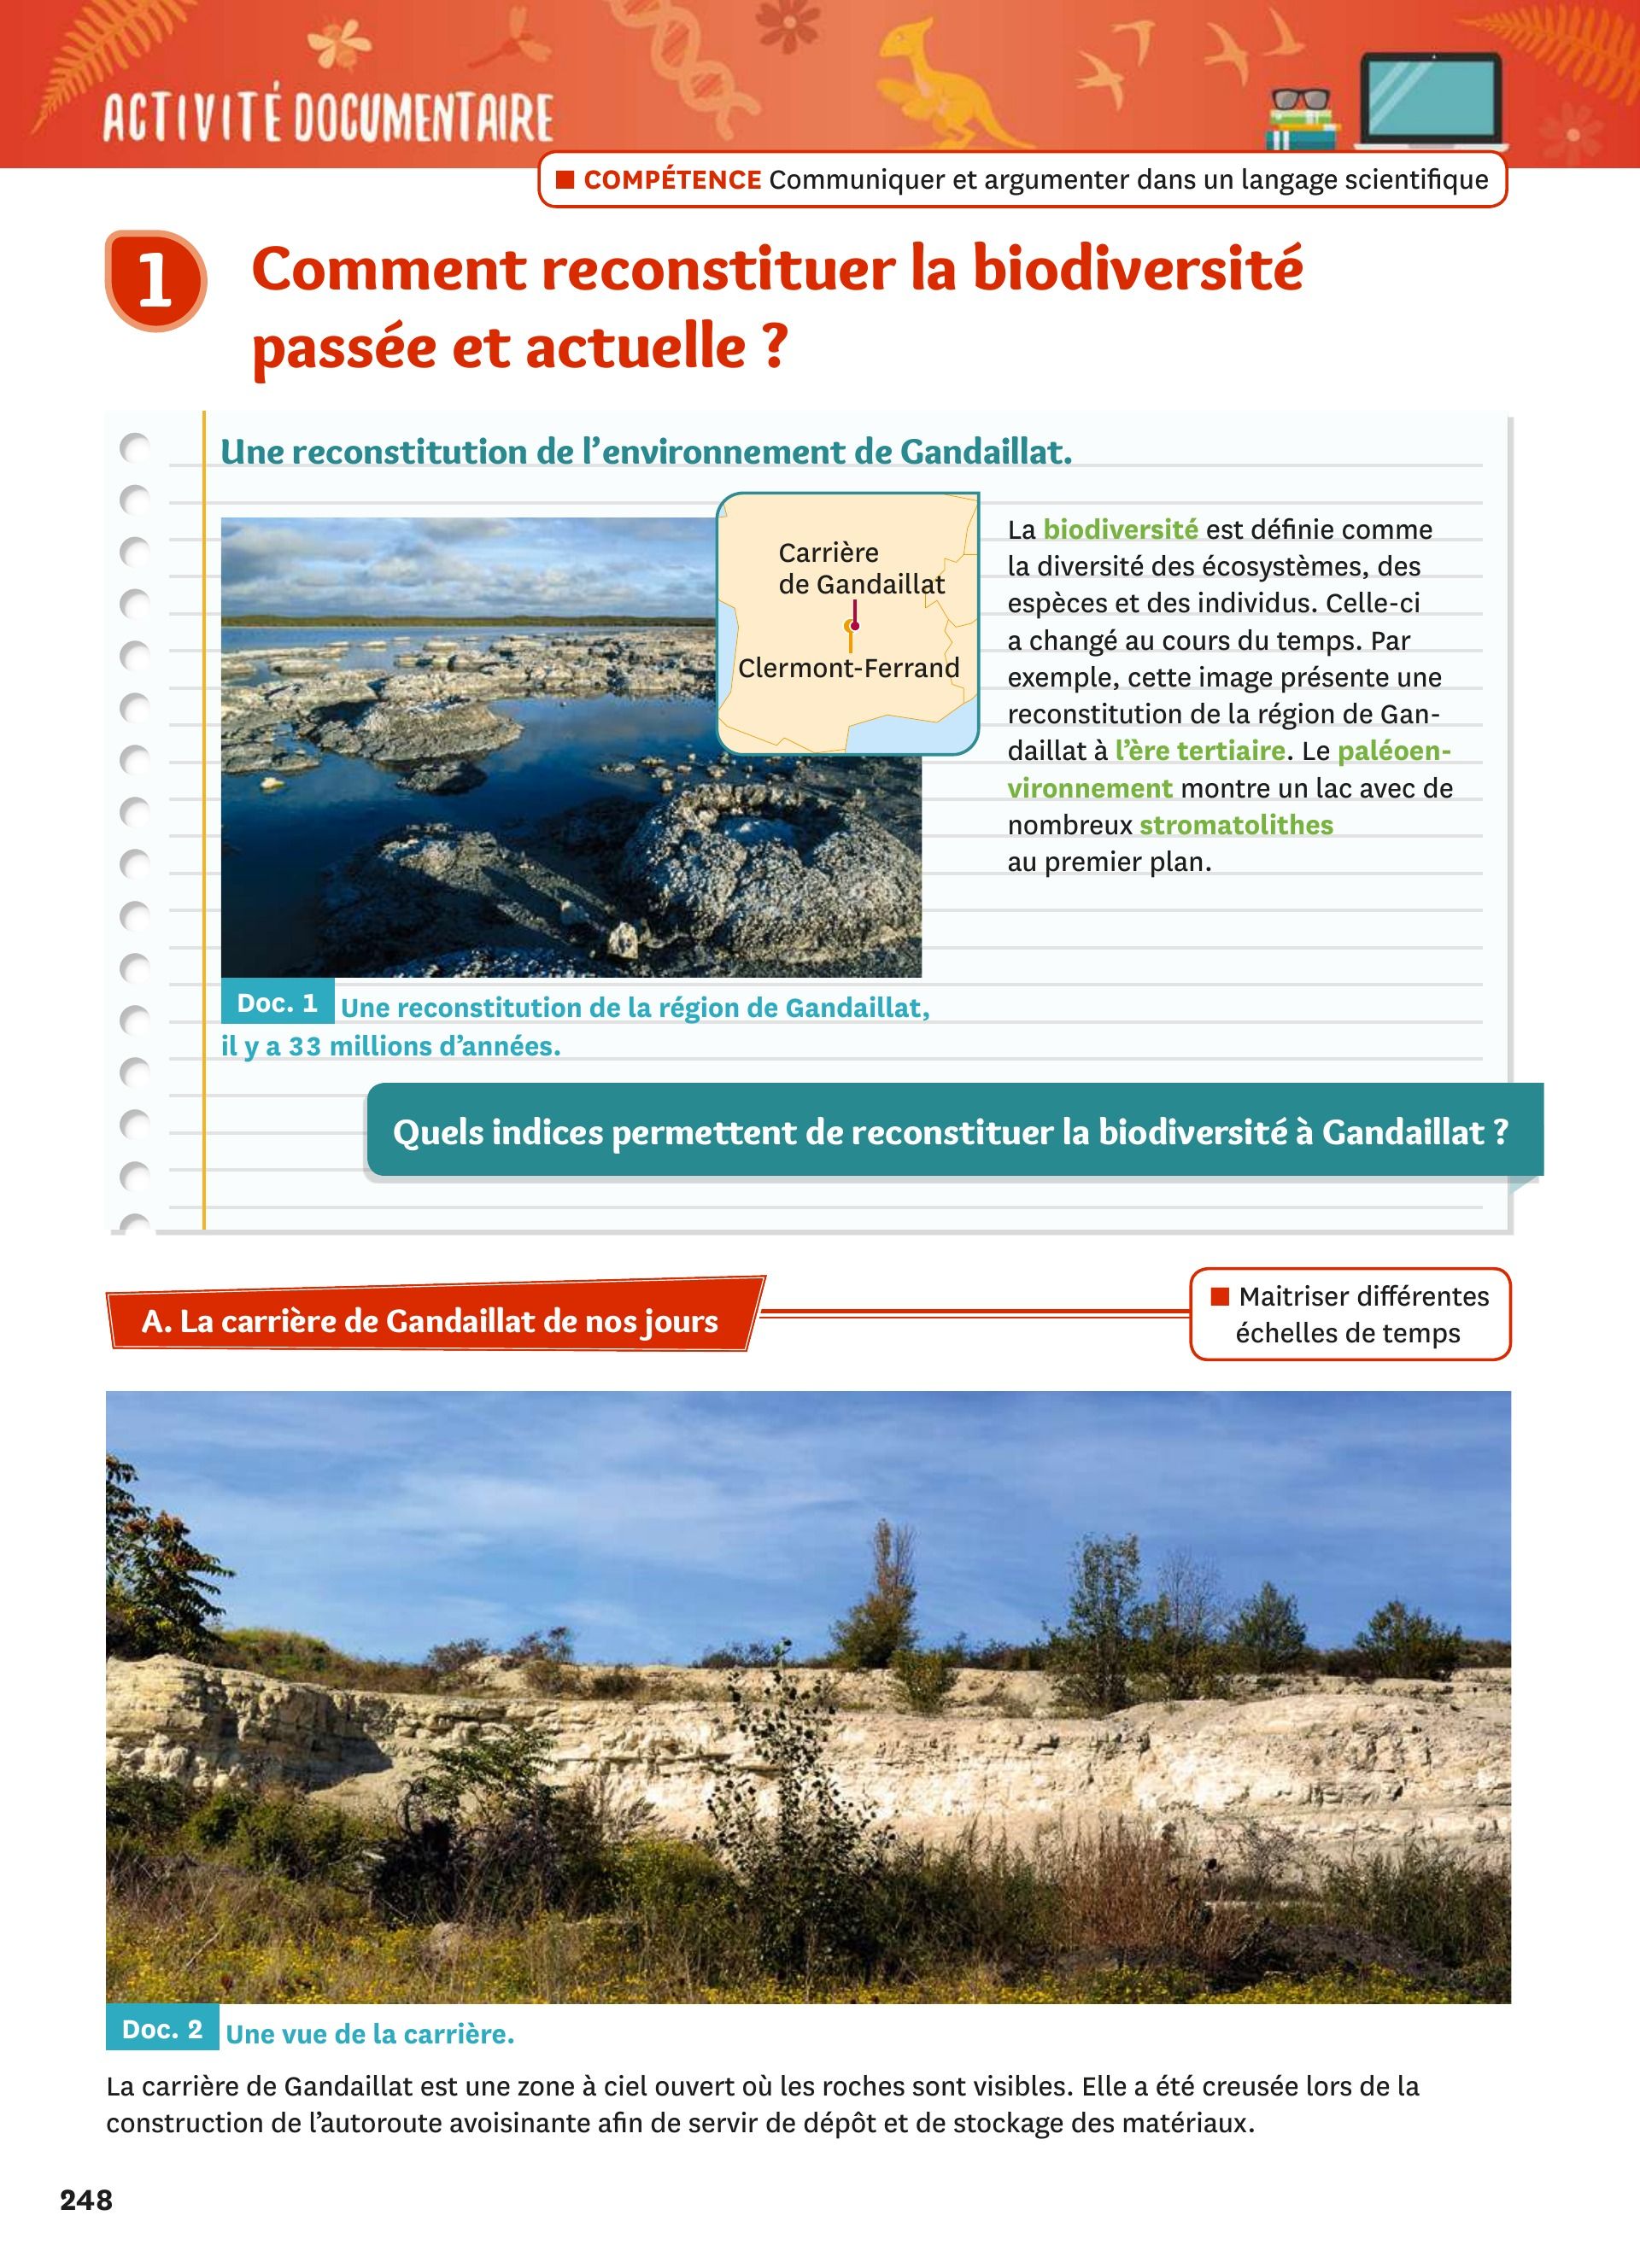 ACTIVITÉ DOCUMENTAIRE
■ COMPÉTENCE Communiquer et argumenter dans un langage scientifique
1
Comment reconstituer la biodiversité
passée et actuelle ?
Une reconstitution de l'environnement de Gandaillat.
Carrière
de Gandaillat
Clermont-Ferrand
La biodiversité est définie comme
la diversité des écosystèmes, des
espèces et des individus. Celle-ci
a changé au cours du temps. Par
exemple, cette image présente une
reconstitution de la région de Gan-
daillat à l'ère tertiaire. Le paléoen-
vironnement montre un lac avec de
nombreux stromatolithes
au premier plan.
Doc. 1 Une reconstitution de la région de Gandaillat,
il y a 33 millions d'années.
Quels indices permettent de reconstituer la biodiversité à Gandaillat ?
A. La carrière de Gandaillat de nos jours
■ Maitriser différentes
échelles de temps
Doc. 2 Une vue de la carrière.
La carrière de Gandaillat est une zone à ciel ouvert où les roches sont visibles. Elle a été creusée lors de la
construction de l'autoroute avoisinante afin de servir de dépôt et de stockage des matériaux.
248